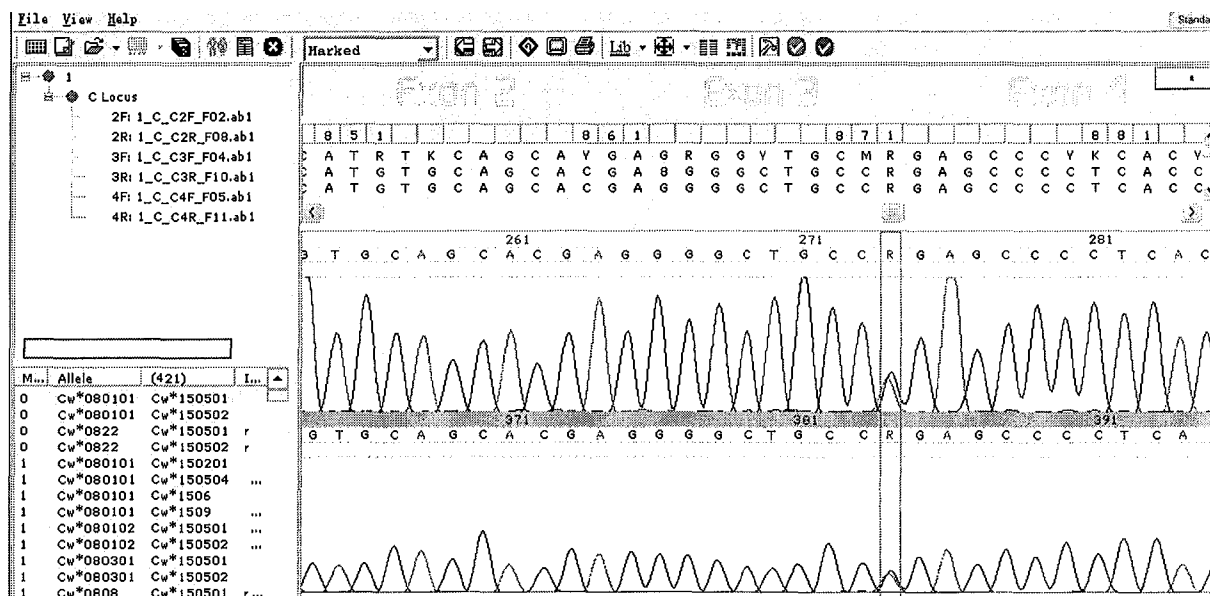 File View Help
Standa
Marked
Lib
1
C Locus
2F: 1_C_C2F_F02.ab1
2R: 1_C_C2R_F08.ab1
3F: 1_C_C3F_F04.ab1
3R: 1_C_C3R_F10.ab1
4F: 1_C_C4F_F05.ab1
4R: 1_C_C4R_F11.ab1
Exon 2 Exon 3 Exon 4
8 5 1 8 6 1 8 7 1 8 8 1
C A T R T K C A G C A Y G A G R G G Y T G C M R G A G C C C Y K C A C Y
C A T G T G C A G C A C G A 8 G G G C T G C C R G A G C C C C T C A C C
C A T G T G C A G C A C G A G G G G C T G C C R G A G C C C C T C A C C
261 271 281
G T G C A G C A C G A G G G G C T G C C R G A G C C C C T C A C
371 381 391
G T G C A G C A C G A G G G G C T G C C R G A G C C C C T C A
M... Allele (421) I...
0 Cw*080101 Cw*150501
0 Cw*080101 Cw*150502
0 Cw*0822 Cw*150501 r
0 Cw*0822 Cw*150502 r
1 Cw*080101 Cw*150201
1 Cw*080101 Cw*150504 ...
1 Cw*080101 Cw*1506
1 Cw*080101 Cw*1509 ...
1 Cw*080102 Cw*150501 ...
1 Cw*080102 Cw*150502 ...
1 Cw*080301 Cw*150501
1 Cw*080301 Cw*150502
1 Cw*0808 Cw*150501 r...